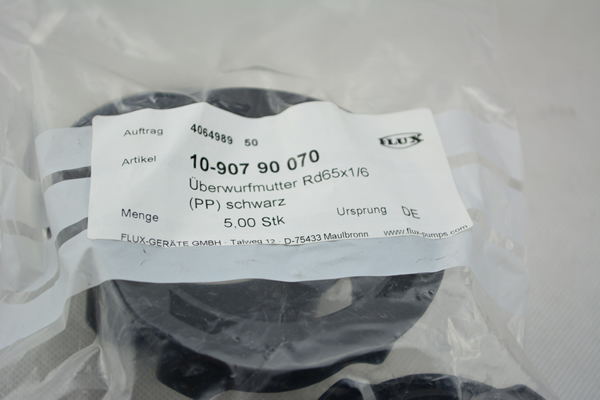 FLUX
Auftrag 4064989 50
Artikel 10-907 90 070
Überwurfmutter Rd65x1/6
(PP) schwarz
Menge 5,00 Stk Ursprung DE
FLUX-GERÄTE GMBH · Talweg 12 · D-75433 Maulbronn www.flux-pumps.com